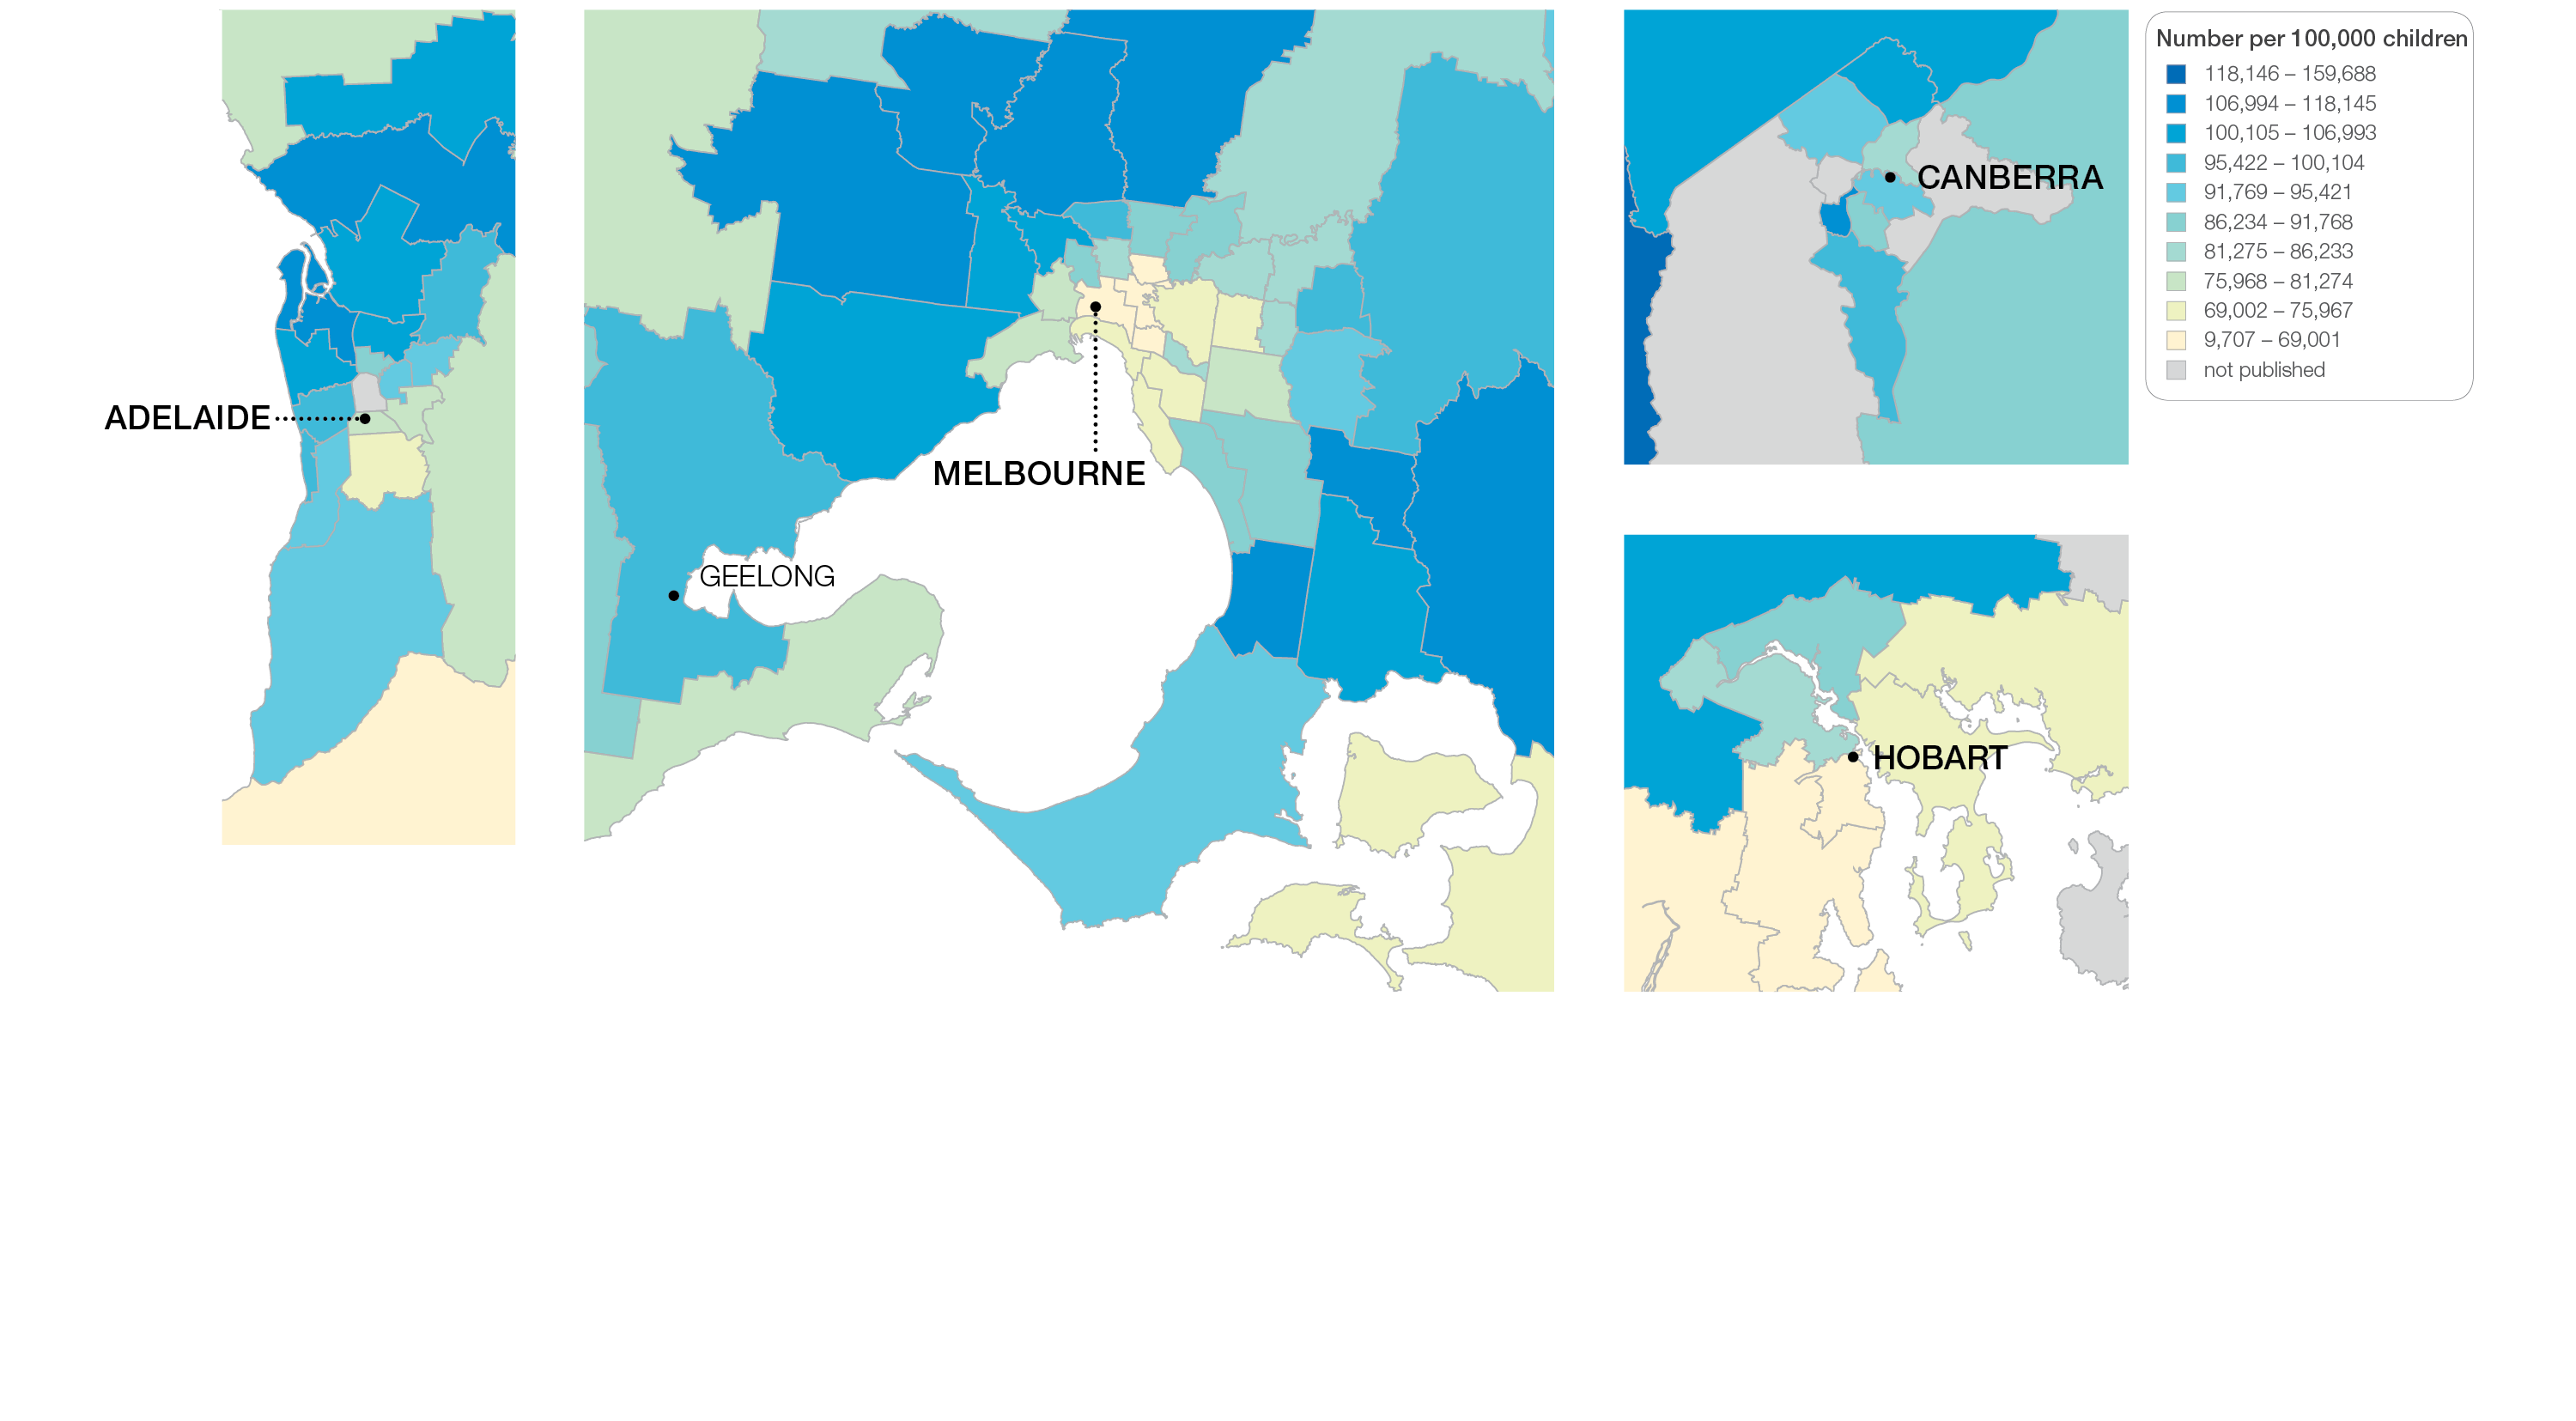 Number per 100,000 children
118,146 – 159,688
106,994 – 118,145
100,105 – 106,993
95,422 – 100,104
91,769 – 95,421
86,234 – 91,768
81,275 – 86,233
75,968 – 81,274
69,002 – 75,967
9,707 – 69,001
not published
CANBERRA
ADELAIDE
MELBOURNE
GEELONG
HOBART